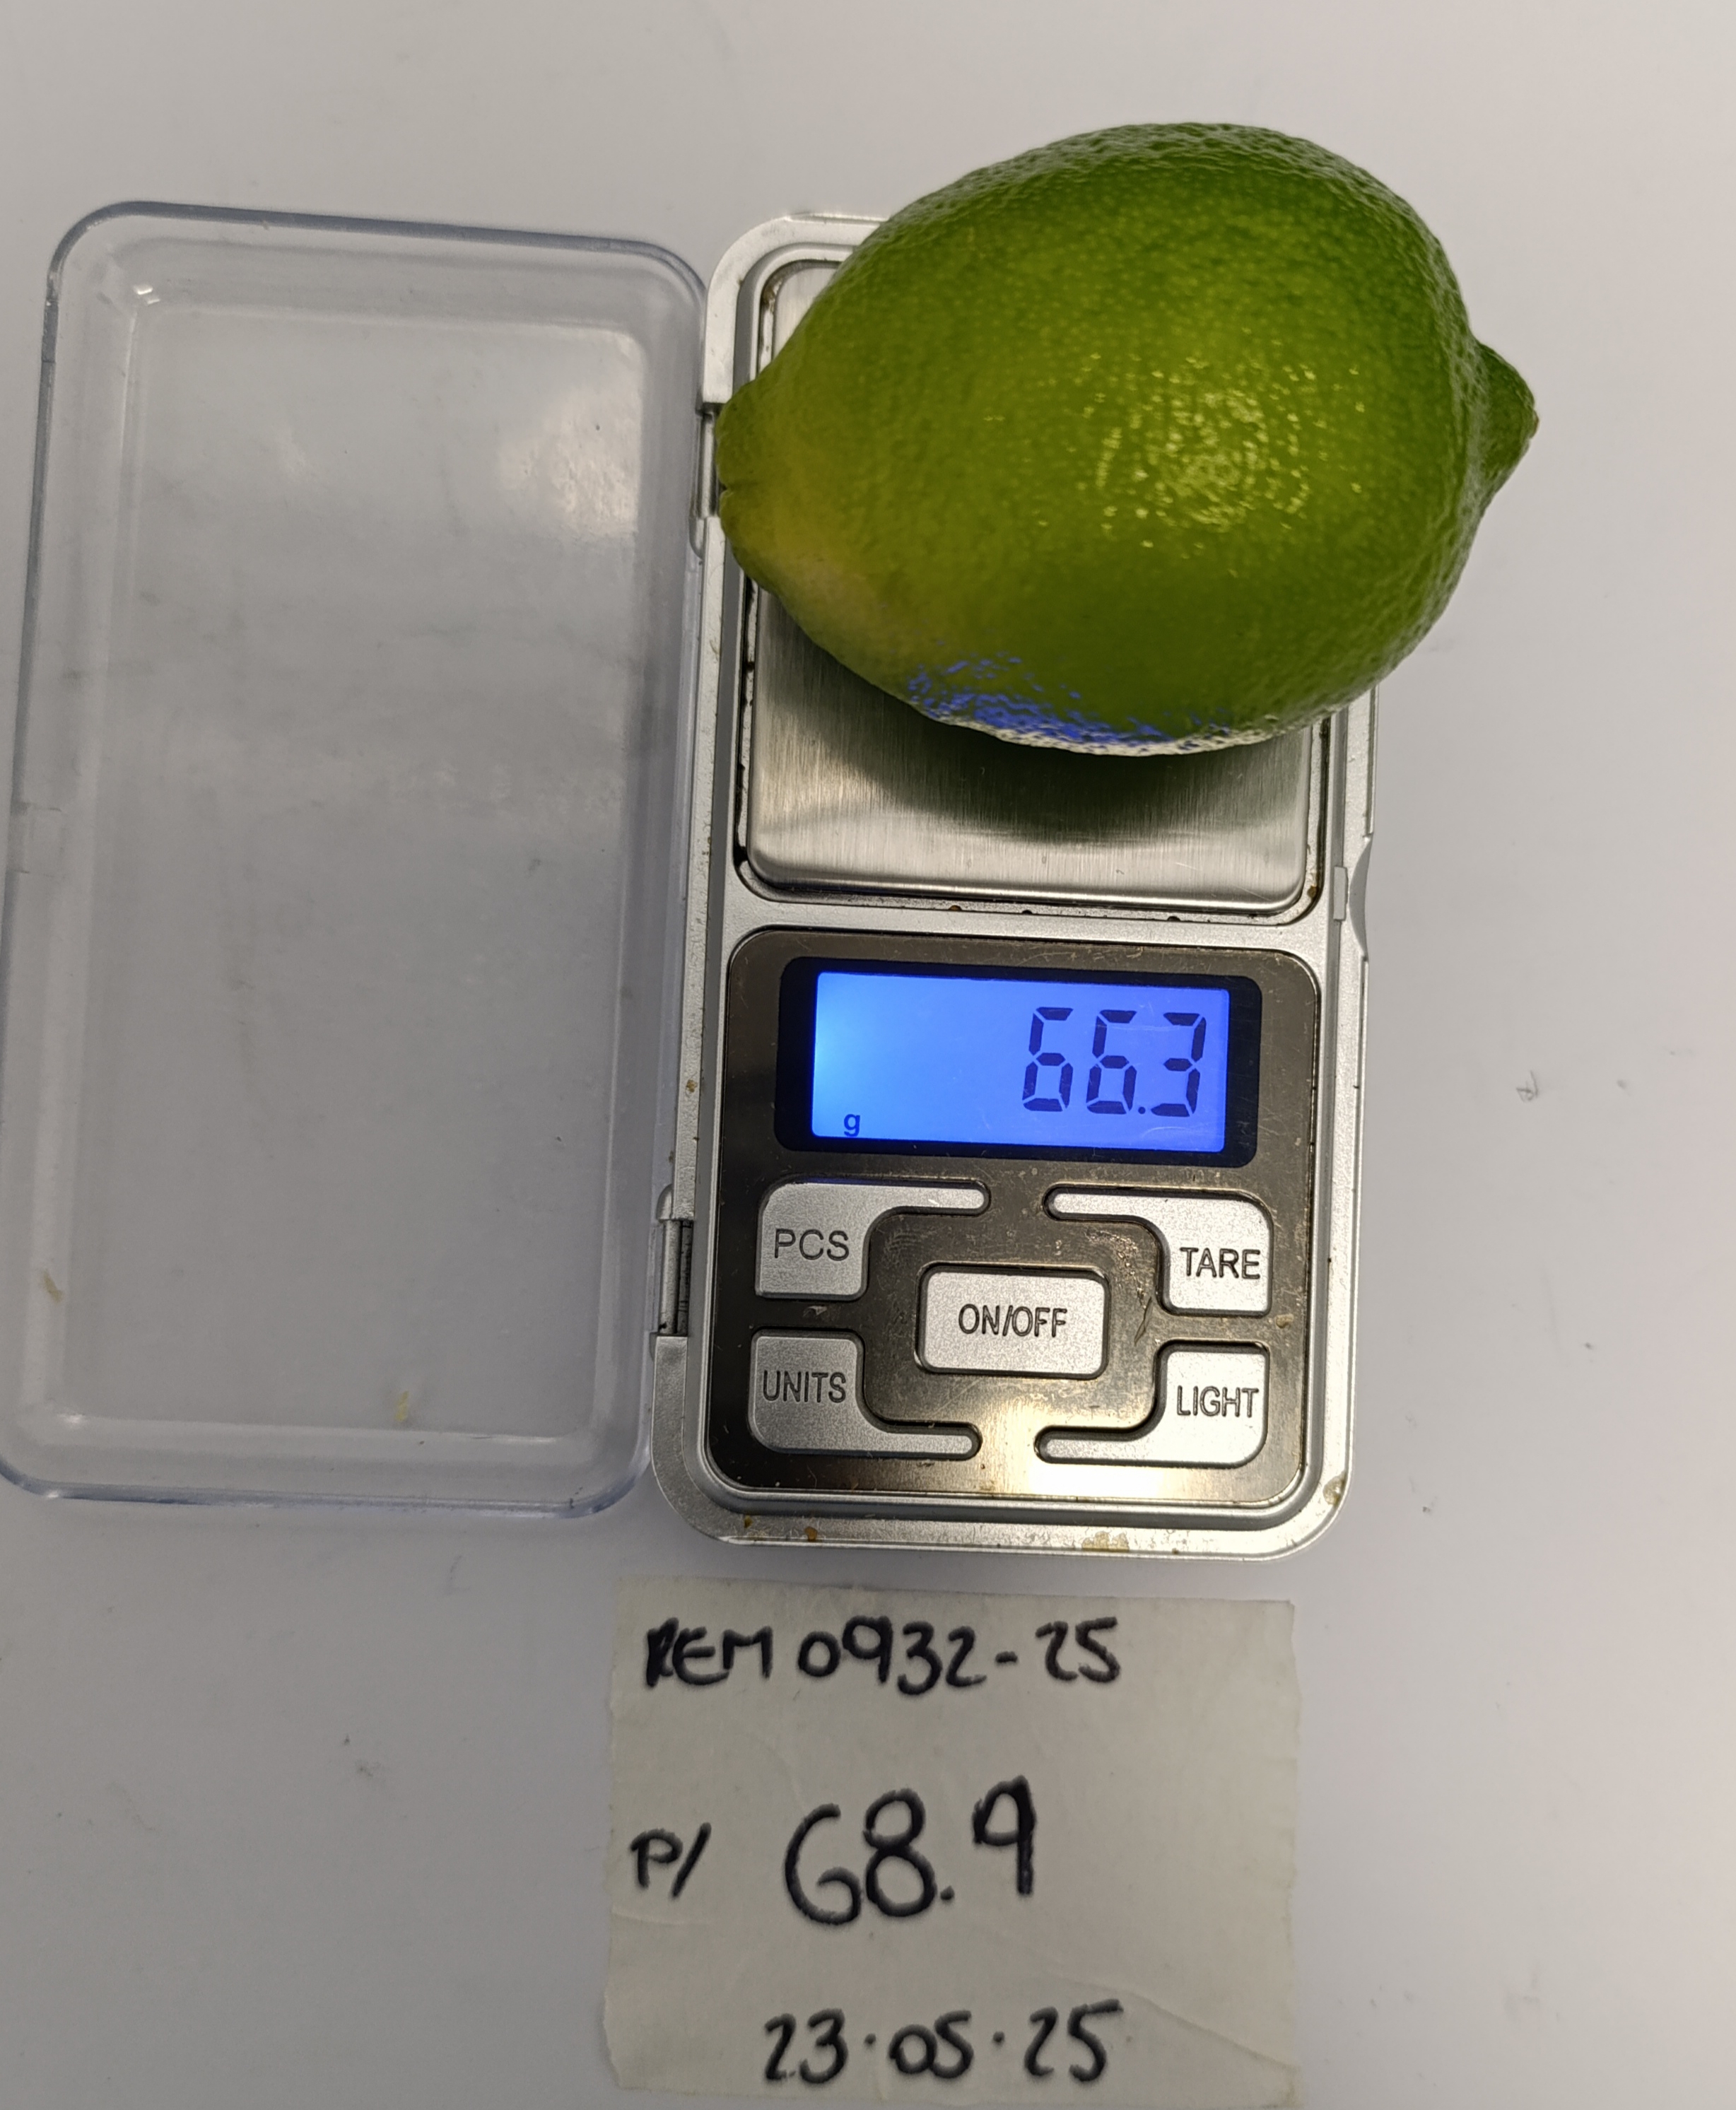 66.3
g
PCS
TARE
ON/OFF
UNITS
LIGHT
REM 0932-25
P/ 68.9
23.05.25